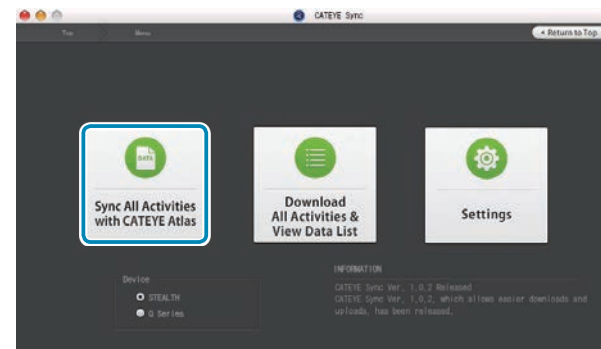 CATEYE Sync
Top
Menu
Return to Top
DATA
Sync All Activities
with CATEYE Atlas
Download
All Activities &
View Data List
Settings
Device
STEALTH
Q Series
INFORMATION
CATEYE Sync Ver. 1.0.2 Released
CATEYE Sync Ver. 1.0.2, which allows easier downloads and
uploads, has been released.